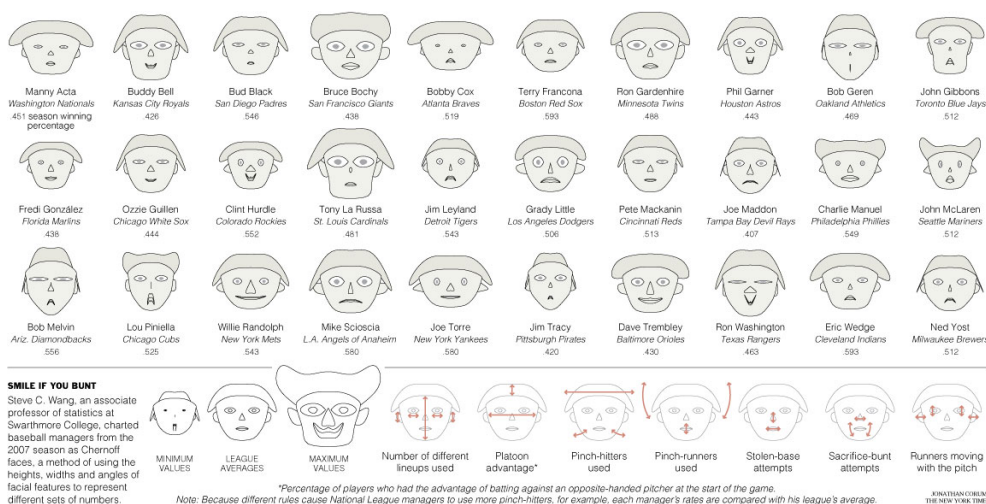 Manny Acta
Washington Nationals
.451 season winning
percentage
Buddy Bell
Kansas City Royals
.426
Bud Black
San Diego Padres
.546
Bruce Bochy
San Francisco Giants
.438
Bobby Cox
Atlanta Braves
.519
Terry Francona
Boston Red Sox
.593
Ron Gardenhire
Minnesota Twins
.488
Phil Garner
Houston Astros
.443
Bob Geren
Oakland Athletics
.469
John Gibbons
Toronto Blue Jays
.512
Fredi González
Florida Marlins
.438
Ozzie Guillen
Chicago White Sox
.444
Clint Hurdle
Colorado Rockies
.552
Tony La Russa
St. Louis Cardinals
.481
Jim Leyland
Detroit Tigers
.543
Grady Little
Los Angeles Dodgers
.506
Pete Mackanin
Cincinnati Reds
.513
Joe Maddon
Tampa Bay Devil Rays
.407
Charlie Manuel
Philadelphia Phillies
.549
John McLaren
Seattle Mariners
.512
Bob Melvin
Ariz. Diamondbacks
.556
Lou Piniella
Chicago Cubs
.525
Willie Randolph
New York Mets
.543
Mike Scioscia
L.A. Angels of Anaheim
.580
Joe Torre
New York Yankees
.580
Jim Tracy
Pittsburgh Pirates
.420
Dave Trembley
Baltimore Orioles
.430
Ron Washington
Texas Rangers
.463
Eric Wedge
Cleveland Indians
.593
Ned Yost
Milwaukee Brewers
.512
SMILE IF YOU BUNT
Steve C. Wang, an associate
professor of statistics at
Swarthmore College, charted
baseball managers from the
2007 season as Chernoff
faces, a method of using the
heights, widths and angles of
facial features to represent
different sets of numbers.
MINIMUM
VALUES
LEAGUE
AVERAGES
MAXIMUM
VALUES
Number of different
lineups used
Platoon
advantage*
Pinch-hitters
used
Pinch-runners
used
Stolen-base
attempts
Sacrifice-bunt
attempts
Runners moving
with the pitch
*Percentage of players who had the advantage of batting against an opposite-handed pitcher at the start of the game.
Note: Because different rules cause National League managers to use more pinch-hitters, for example, each manager's rates are compared with his league's average.
JONATHAN CORUM
THE NEW YORK TIMES